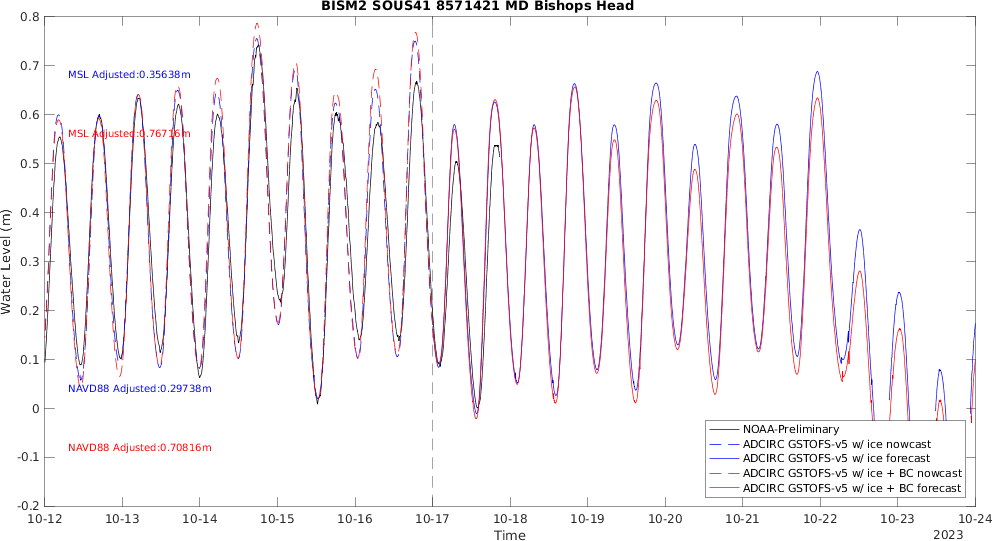 BISM2 SOUS41 8571421 MD Bishops Head
0.8
0.7
0.6
0.5
0.4
0.3
0.2
0.1
0
-0.1
-0.2
Water Level (m)
MSL Adjusted:0.35638m
MSL Adjusted:0.76716m
NAVD88 Adjusted:0.29738m
NAVD88 Adjusted:0.70816m
NOAA-Preliminary
ADCIRC GSTOFS-v5 w/ ice nowcast
ADCIRC GSTOFS-v5 w/ ice forecast
ADCIRC GSTOFS-v5 w/ ice + BC nowcast
ADCIRC GSTOFS-v5 w/ ice + BC forecast
10-12 10-13 10-14 10-15 10-16 10-17 10-18 10-19 10-20 10-21 10-22 10-23 10-24
Time
2023